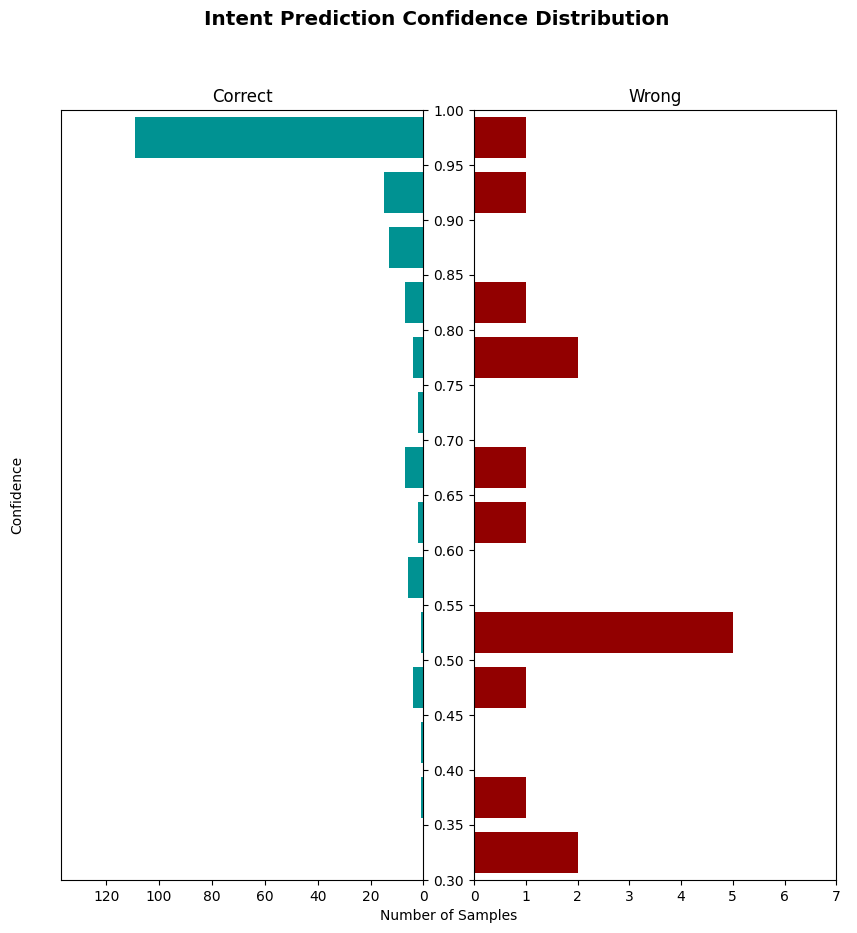 Intent Prediction Confidence Distribution
Correct
Wrong
Confidence
1.00
0.95
0.90
0.85
0.80
0.75
0.70
0.65
0.60
0.55
0.50
0.45
0.40
0.35
0.30
120 100 80 60 40 20 0
0 1 2 3 4 5 6 7
Number of Samples